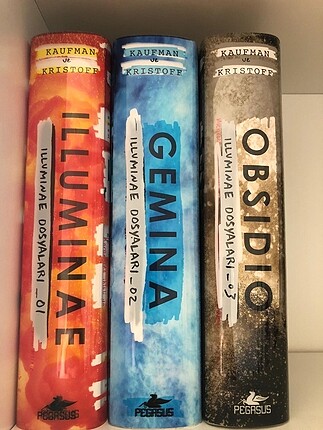 KAUFMAN
ve
KRISTOFF
ILLUMINAE
ILLUMINAE DOSYALARI_01
PEGASUS
KAUFMAN
ve
KRISTOFF
GEMINA
ILLUMINAE DOSYALARI_02
PEGASUS
KAUFMAN
ve
KRISTOFF
OBSIDIO
ILLUMINAE DOSYALARI_03
PEGASUS